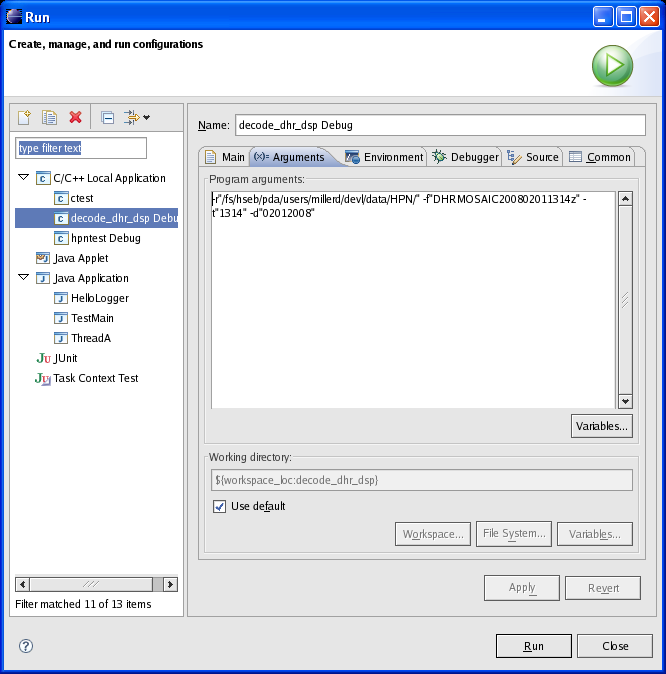 Run
Create, manage, and run configurations
type filter text
C/C++ Local Application
ctest
decode_dhr_dsp Debu
hpntest Debug
Java Applet
Java Application
HelloLogger
TestMain
ThreadA
JUnit
Task Context Test
Filter matched 11 of 13 items
Name: decode_dhr_dsp Debug
Main (x)= Arguments Environment Debugger Source Common
Program arguments:
-r"/fs/hseb/pda/users/millerd/devl/data/HPN/" -f"DHRMOSAIC200802011314z" -
t"1314" -d"02012008"
Variables...
Working directory:
${workspace_loc:decode_dhr_dsp}
Use default
Workspace... File System... Variables...
Apply Revert
Run Close